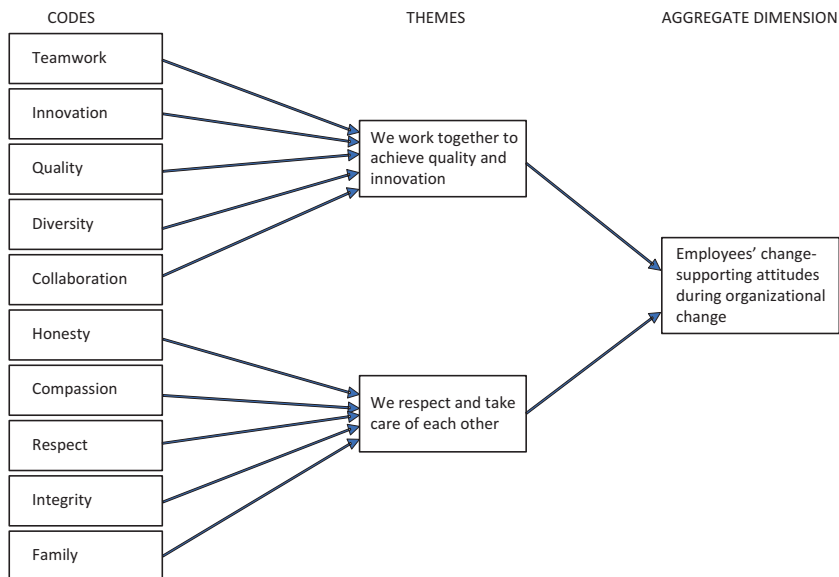 CODES
THEMES
AGGREGATE DIMENSION
Teamwork
Innovation
Quality
Diversity
Collaboration
Honesty
Compassion
Respect
Integrity
Family
We work together to
achieve quality and
innovation
We respect and take
care of each other
Employees’ change-
supporting attitudes
during organizational
change